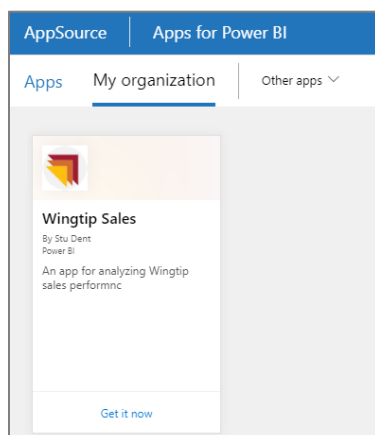 AppSource Apps for Power BI
Apps My organization Other apps
Wingtip Sales
By Stu Dent
Power BI
An app for analyzing Wingtip
sales performnc
Get it now